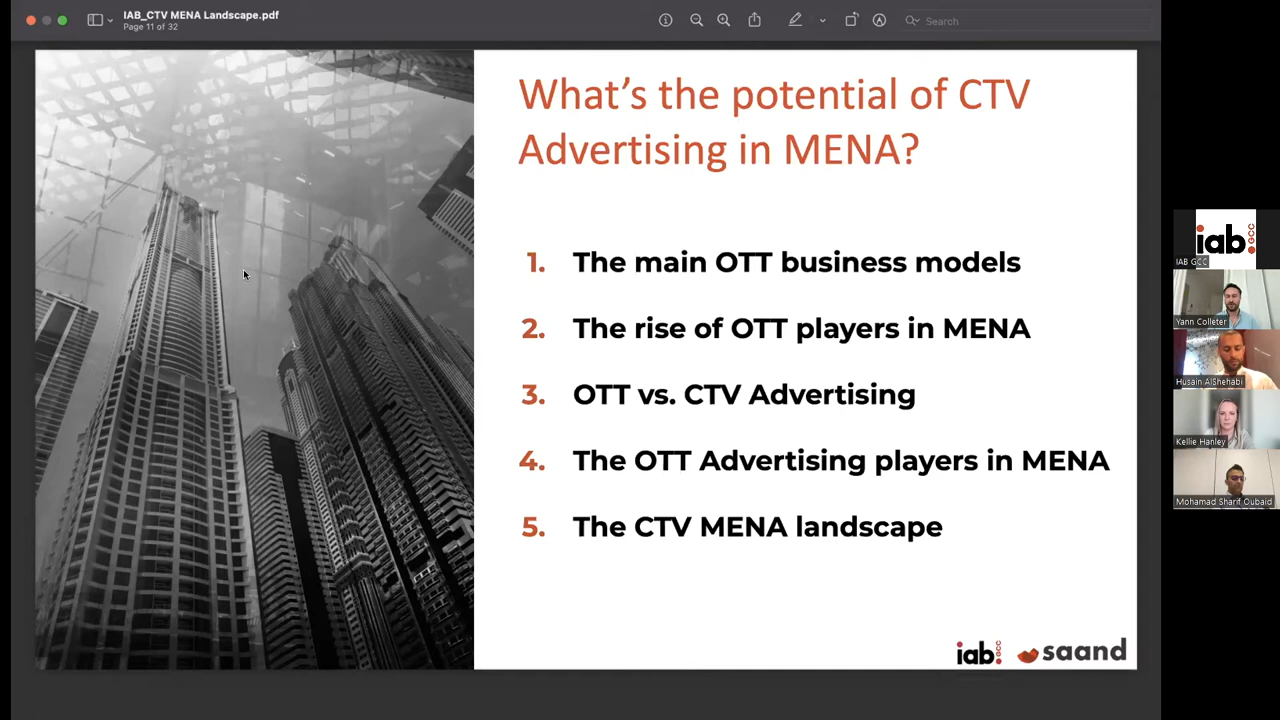 IAB_CTV MENA Landscape.pdf
Page 11 of 32
Search
What's the potential of CTV
Advertising in MENA?
1. The main OTT business models
2. The rise of OTT players in MENA
3. OTT vs. CTV Advertising
4. The OTT Advertising players in MENA
5. The CTV MENA landscape
iab. GCC
saand
iab. GCC
IAB GCC
Yann Colleter
Husain AlShehabi
Kellie Hanley
Mohamad Sharif Oubaid